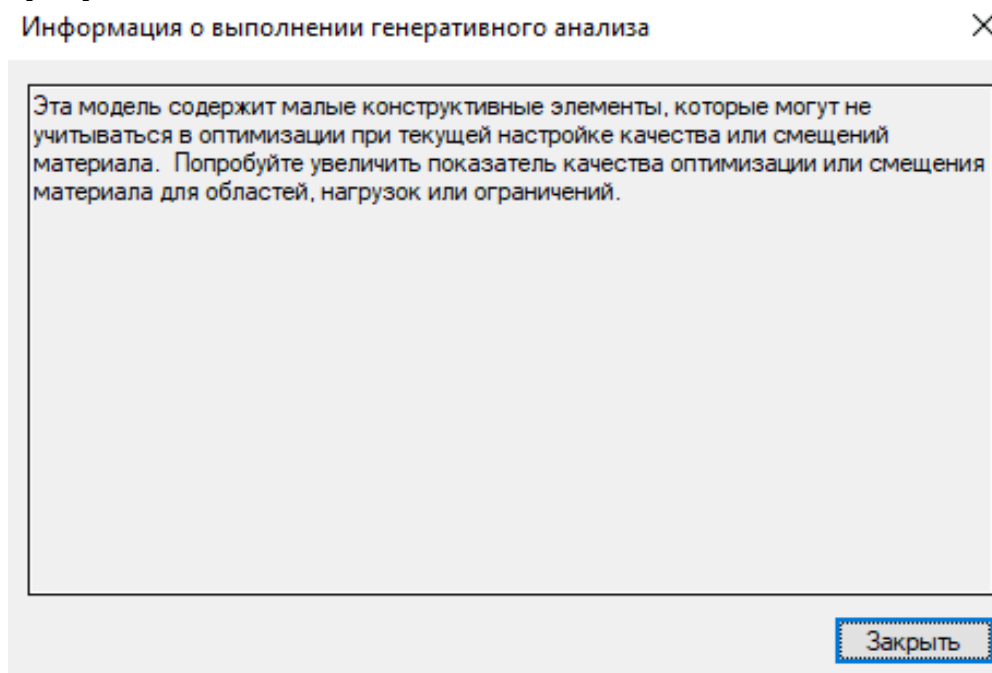 Информация о выполнении генеративного анализа
Эта модель содержит малые конструктивные элементы, которые могут не
учитываться в оптимизации при текущей настройке качества или смещений
материала.  Попробуйте увеличить показатель качества оптимизации или смещения
материала для областей, нагрузок или ограничений.
Закрыть